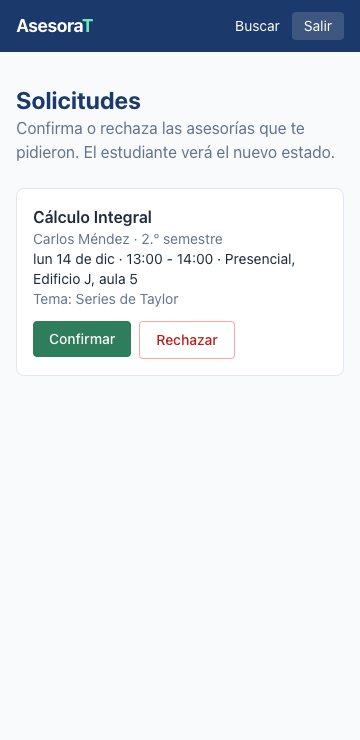 AsesoraT
Buscar
Salir
Solicitudes
Confirma o rechaza las asesorías que te
pidieron. El estudiante verá el nuevo estado.
Cálculo Integral
Carlos Méndez · 2.° semestre
lun 14 de dic · 13:00 - 14:00 · Presencial,
Edificio J, aula 5
Tema: Series de Taylor
Confirmar
Rechazar